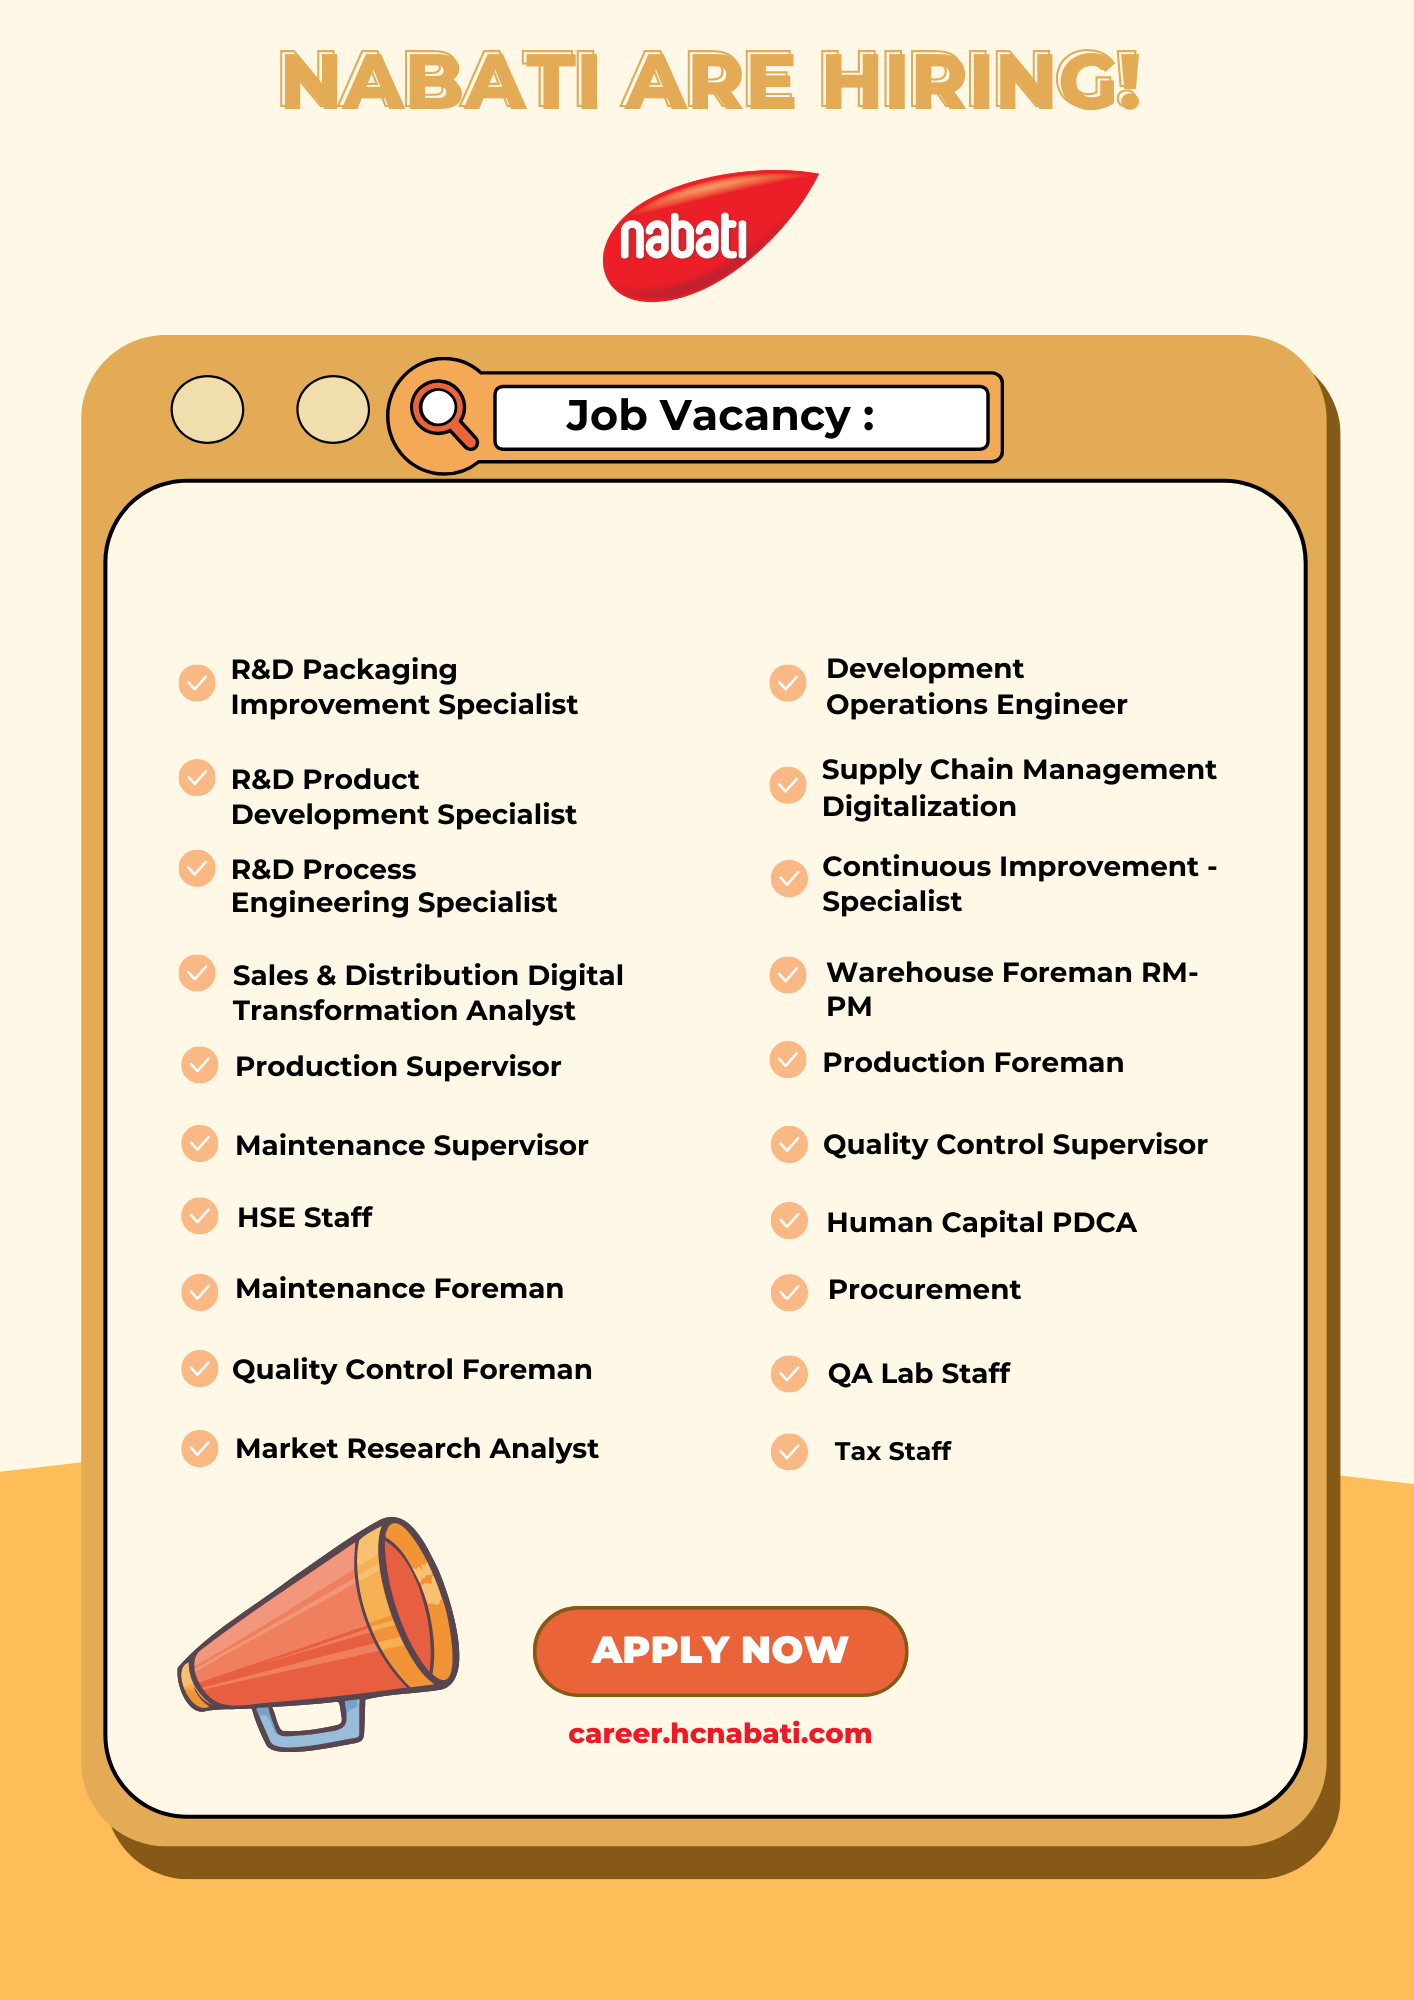 NABATI ARE HIRING!
nabati
Job Vacancy :
R&D Packaging
Improvement Specialist
R&D Product
Development Specialist
R&D Process
Engineering Specialist
Sales & Distribution Digital
Transformation Analyst
Production Supervisor
Maintenance Supervisor
HSE Staff
Maintenance Foreman
Quality Control Foreman
Market Research Analyst
Development
Operations Engineer
Supply Chain Management
Digitalization
Continuous Improvement -
Specialist
Warehouse Foreman RM-
PM
Production Foreman
Quality Control Supervisor
Human Capital PDCA
Procurement
QA Lab Staff
Tax Staff
APPLY NOW
career.hcnabati.com